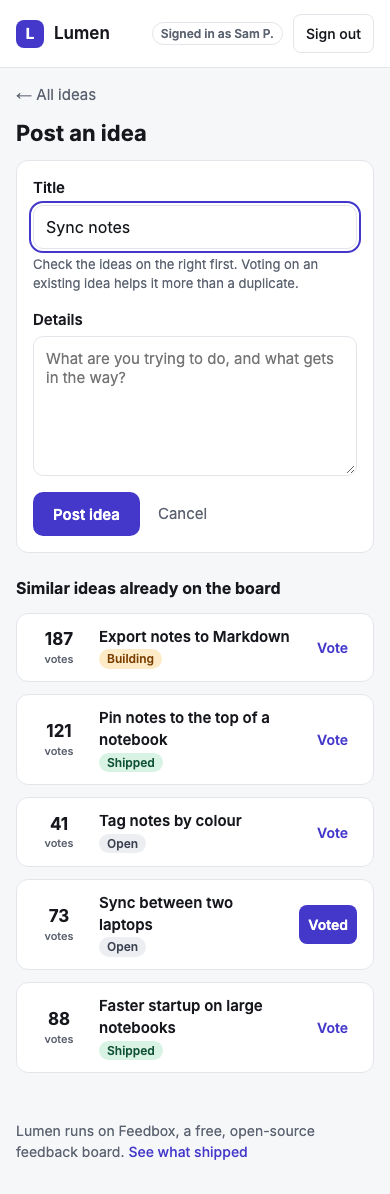 L Lumen Signed in as Sam P. Sign out
← All ideas
Post an idea
Title
Sync notes
Check the ideas on the right first. Voting on an
existing idea helps it more than a duplicate.
Details
What are you trying to do, and what gets
in the way?
Post idea Cancel
Similar ideas already on the board
187 votes
Export notes to Markdown
Building
Vote
121 votes
Pin notes to the top of a
notebook
Shipped
Vote
41 votes
Tag notes by colour
Open
Vote
73 votes
Sync between two
laptops
Open
Voted
88 votes
Faster startup on large
notebooks
Shipped
Vote
Lumen runs on Feedbox, a free, open-source
feedback board. See what shipped